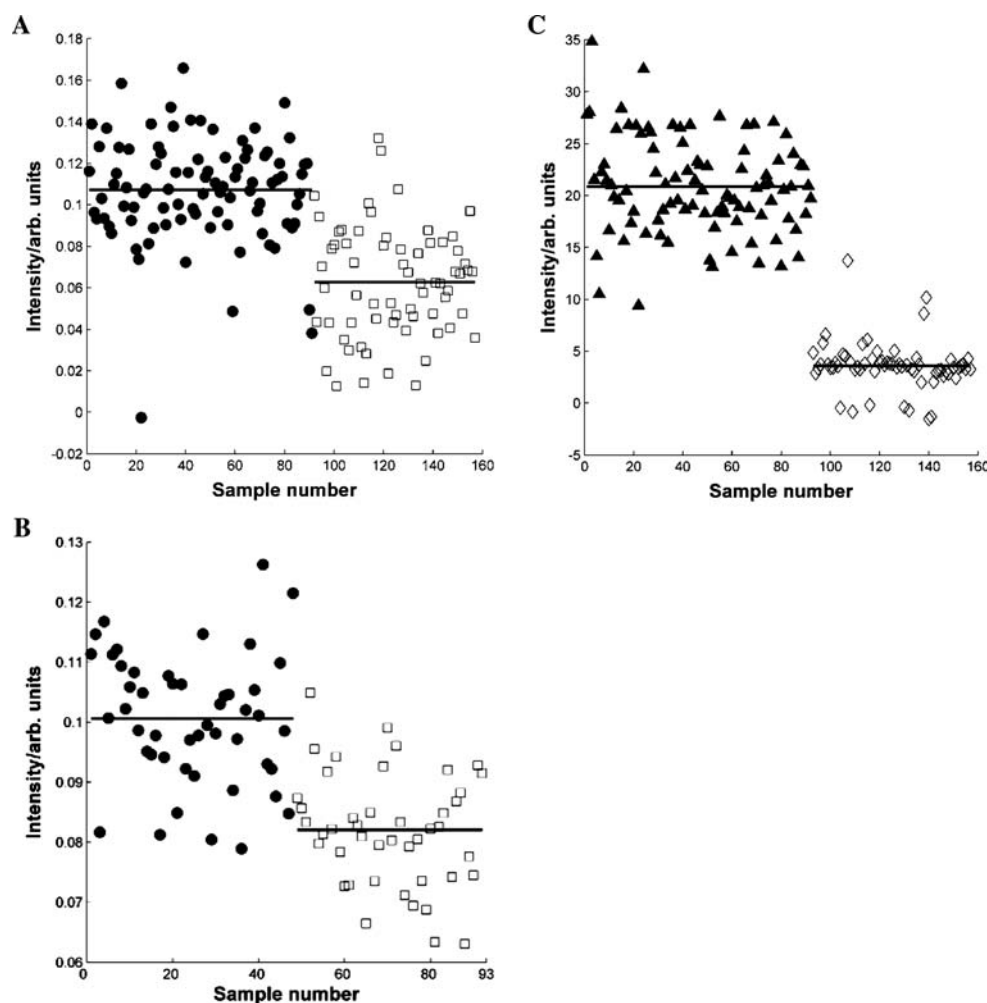 A
0.18
0.16
0.14
0.12
0.1
0.08
0.06
0.04
0.02
0
-0.02
Intensity/arb. units
0 20 40 60 80 100 120 140 160
Sample number
C
35
30
25
20
15
10
5
0
-5
Intensity/arb. units
0 20 40 60 80 100 120 140 160
Sample number
B
0.13
0.12
0.11
0.1
0.09
0.08
0.07
0.06
Intensity/arb. units
0 20 40 60 80 93
Sample number